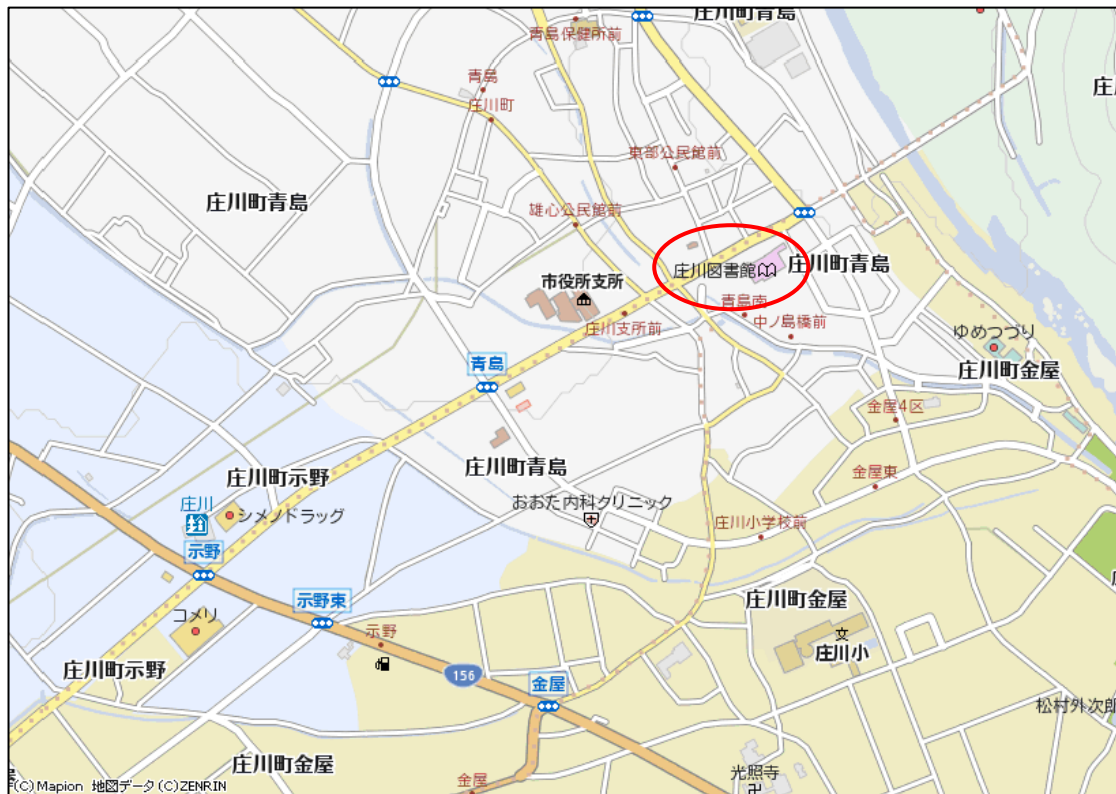 庄川町青島
青島保健所前
青島
庄川町
東部公民館前
庄川町青島
雄心公民館前
庄川図書館
庄川町青島
市役所支所
青島南
庄川支所前
中ノ島橋前
ゆめつづり
青島
庄川町金屋
金屋4区
庄川町青島
庄川町示野
金屋東
おおた内科クリニック
庄川
シメノドラッグ
庄川小学校前
示野
示野東
庄川町金屋
コメリ
示野
文
庄川小
庄川町示野
156
金屋
松村外次郎
庄川町金屋
金屋
光照寺
(C)Mapion 地図データ(C)ZENRIN